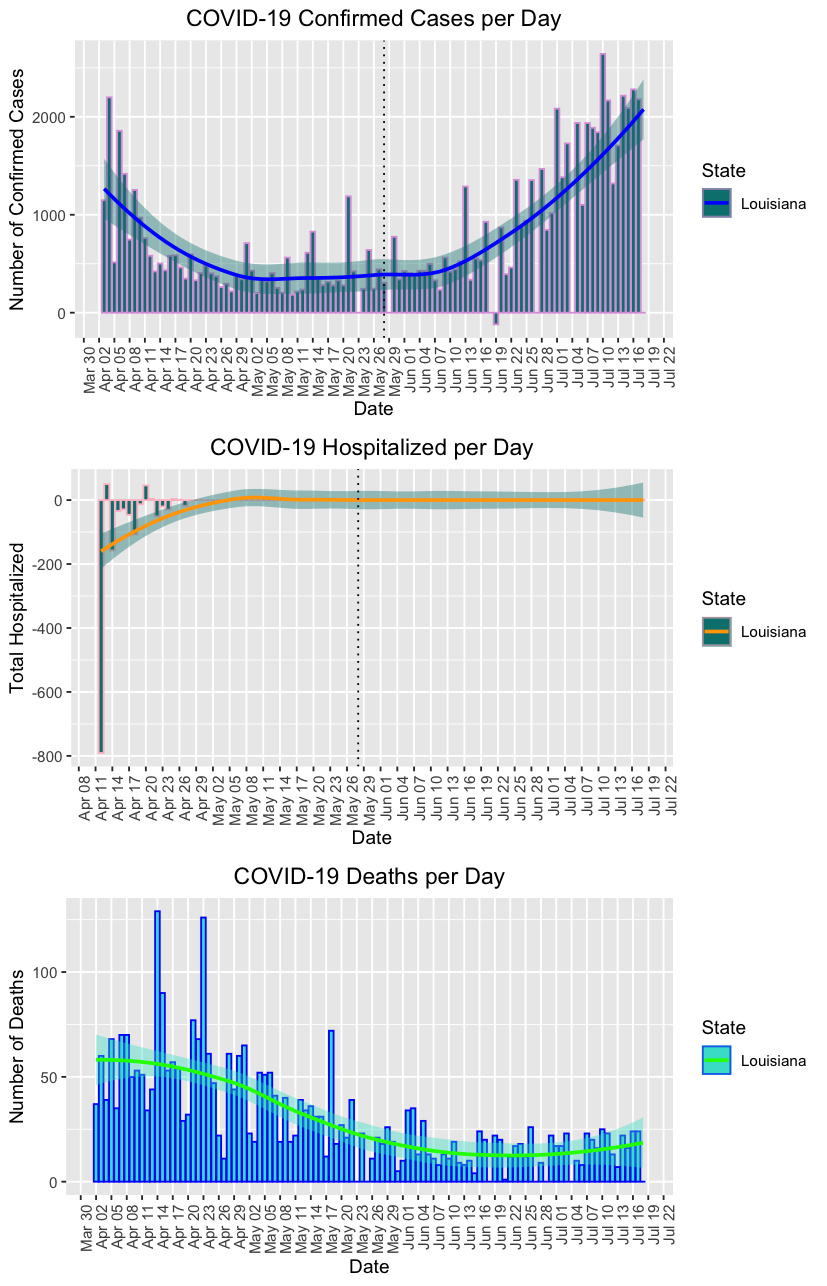 COVID-19 Confirmed Cases per Day
Number of Confirmed Cases
2000
1000
0
State
Louisiana
Mar 30 Apr 02 Apr 05 Apr 08 Apr 11 Apr 14 Apr 17 Apr 20 Apr 23 Apr 26 Apr 29 May 02 May 05 May 08 May 11 May 14 May 17 May 20 May 23 May 26 May 29 Jun 01 Jun 04 Jun 07 Jun 10 Jun 13 Jun 16 Jun 19 Jun 22 Jun 25 Jun 28 Jul 01 Jul 04 Jul 07 Jul 10 Jul 13 Jul 16 Jul 19 Jul 22
Date
COVID-19 Hospitalized per Day
Total Hospitalized
0
-200
-400
-600
-800
State
Louisiana
Apr 08 Apr 11 Apr 14 Apr 17 Apr 20 Apr 23 Apr 26 Apr 29 May 02 May 05 May 08 May 11 May 14 May 17 May 20 May 23 May 26 May 29 Jun 01 Jun 04 Jun 07 Jun 10 Jun 13 Jun 16 Jun 19 Jun 22 Jun 25 Jun 28 Jul 01 Jul 04 Jul 07 Jul 10 Jul 13 Jul 16 Jul 19 Jul 22
Date
COVID-19 Deaths per Day
Number of Deaths
100
50
0
State
Louisiana
Mar 30 Apr 02 Apr 05 Apr 08 Apr 11 Apr 14 Apr 17 Apr 20 Apr 23 Apr 26 Apr 29 May 02 May 05 May 08 May 11 May 14 May 17 May 20 May 23 May 26 May 29 Jun 01 Jun 04 Jun 07 Jun 10 Jun 13 Jun 16 Jun 19 Jun 22 Jun 25 Jun 28 Jul 01 Jul 04 Jul 07 Jul 10 Jul 13 Jul 16 Jul 19 Jul 22
Date